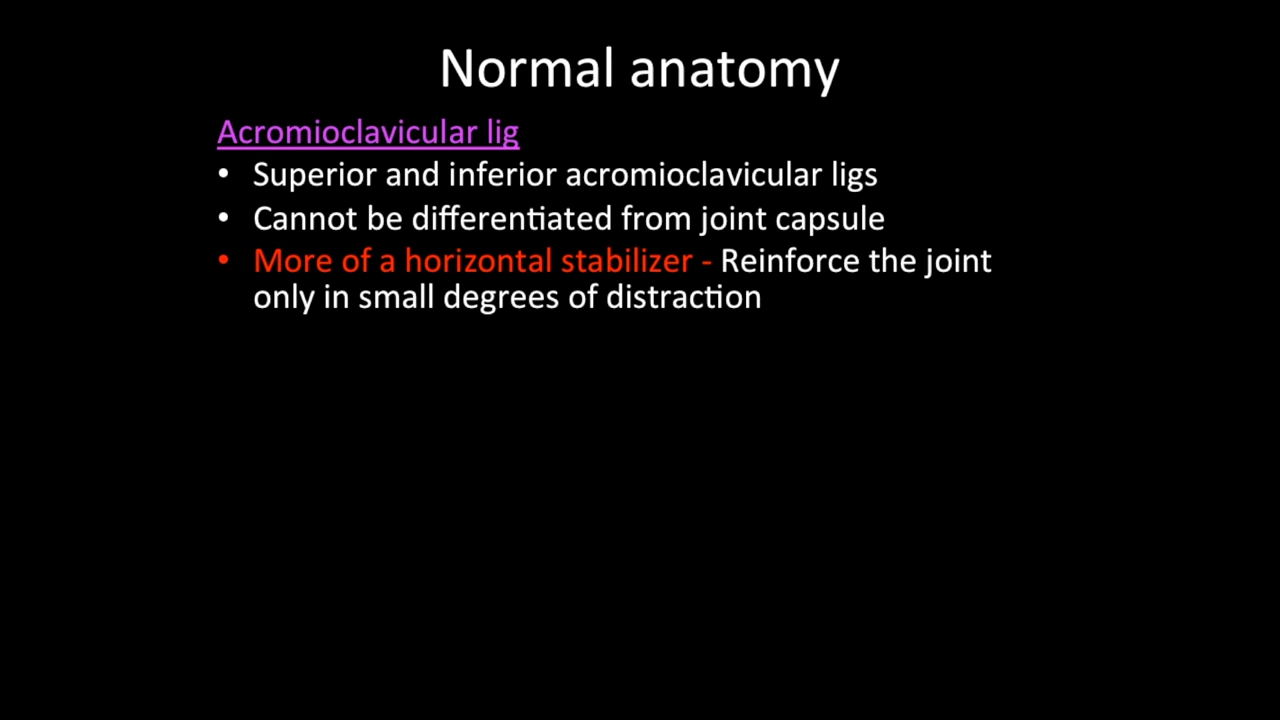 Normal anatomy
Acromioclavicular lig
• Superior and inferior acromioclavicular ligs
• Cannot be differentiated from joint capsule
• More of a horizontal stabilizer - Reinforce the joint
only in small degrees of distraction